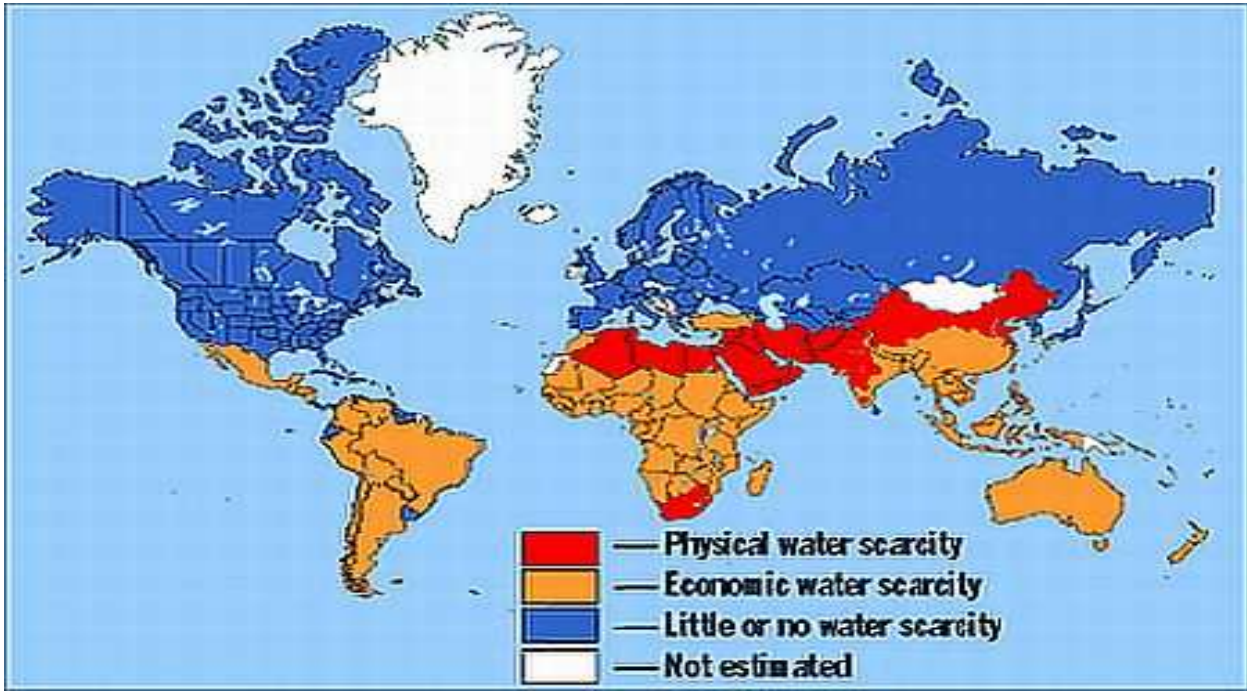 Physical water scarcity
Economic water scarcity
Little or no water scarcity
Not estimated